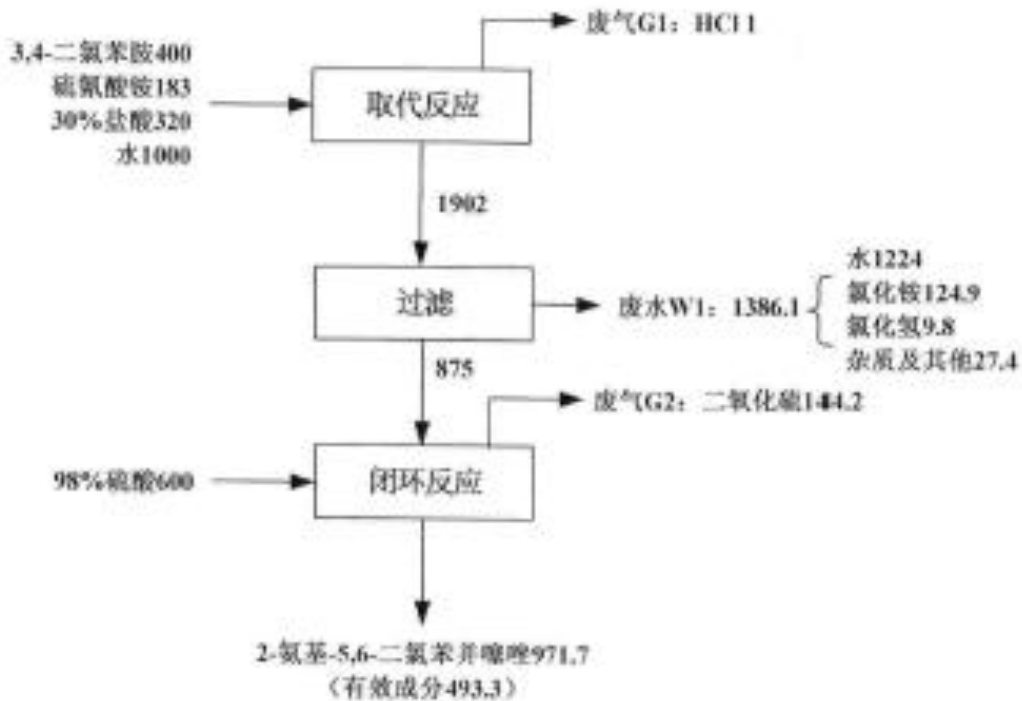 废气G1：HCl 1
3,4-二氯苯胺400
硫氰酸铵183
30%盐酸320
水1000
取代反应
1902
过滤
废水W1：1386.1
水1224
氯化铵124.9
氯化氢9.8
杂质及其他27.4
875
废气G2：二氧化硫144.2
98%硫酸600
闭环反应
2-氨基-5,6-二氯苯并噻唑971.7
（有效成分493.3）